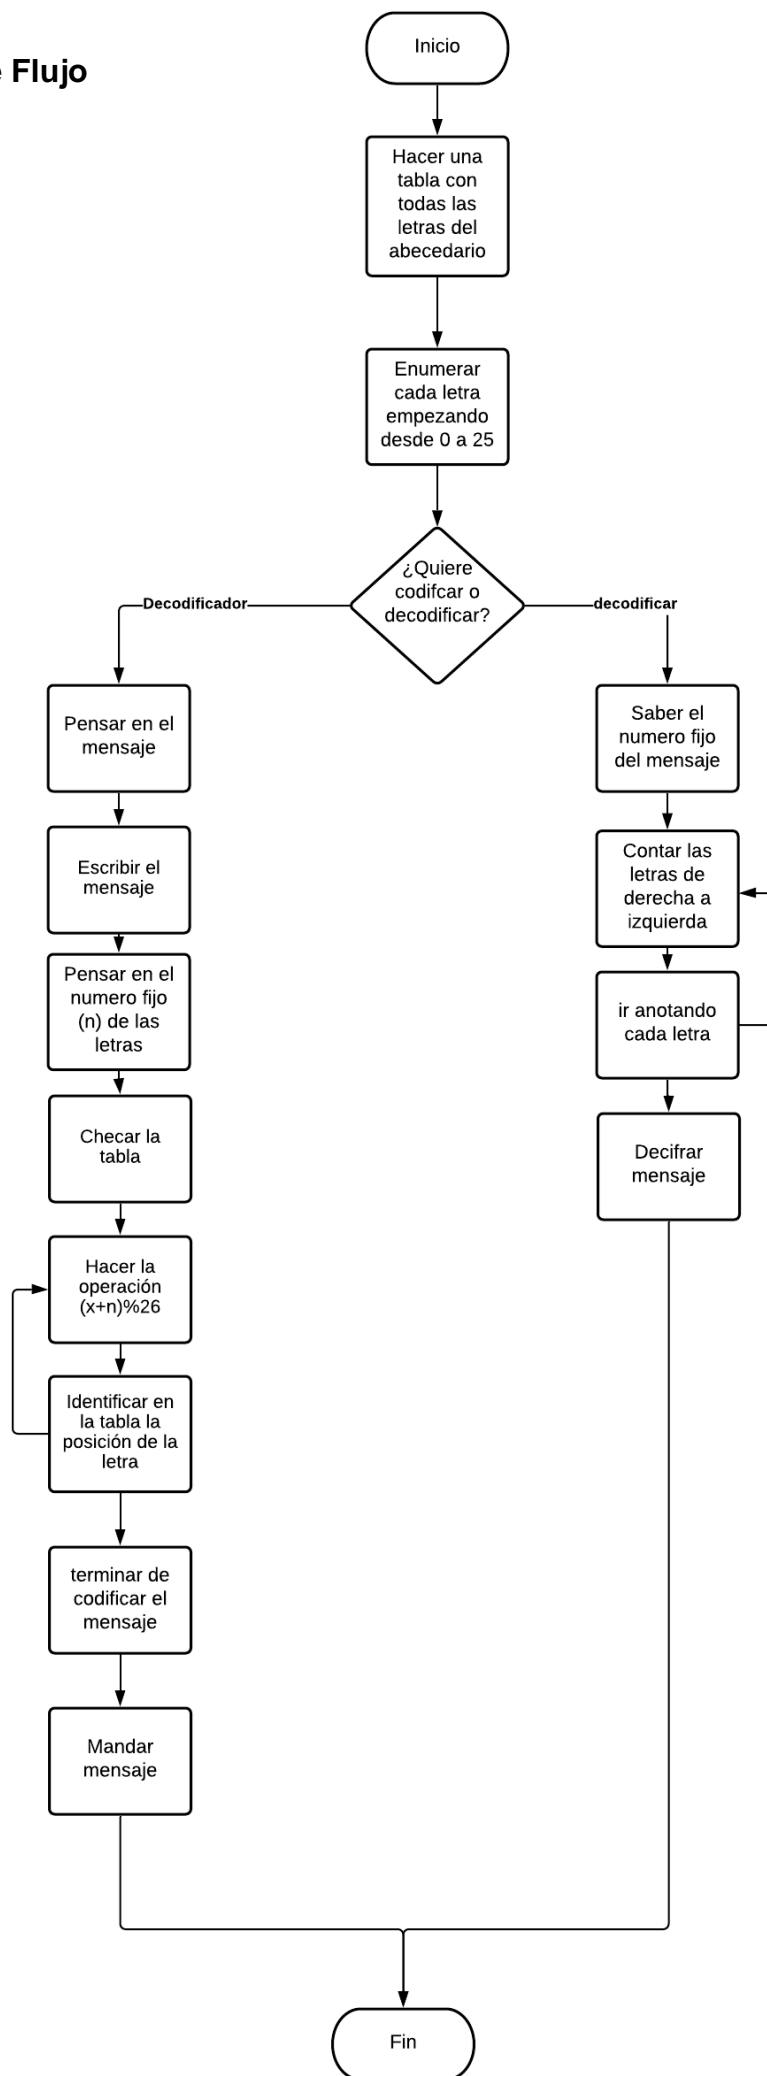 e Flujo
Inicio
Hacer una
tabla con
todas las
letras del
abecedario
Enumerar
cada letra
empezando
desde 0 a 25
¿Quiere
codifcar o
decodificar?
Decodificador
decodificar
Pensar en el
mensaje
Escribir el
mensaje
Pensar en el
numero fijo
(n) de las
letras
Checar la
tabla
Hacer la
operación
(x+n)%26
Identificar en
la tabla la
posición de la
letra
terminar de
codificar el
mensaje
Mandar
mensaje
Saber el
numero fijo
del mensaje
Contar las
letras de
derecha a
izquierda
ir anotando
cada letra
Decifrar
mensaje
Fin